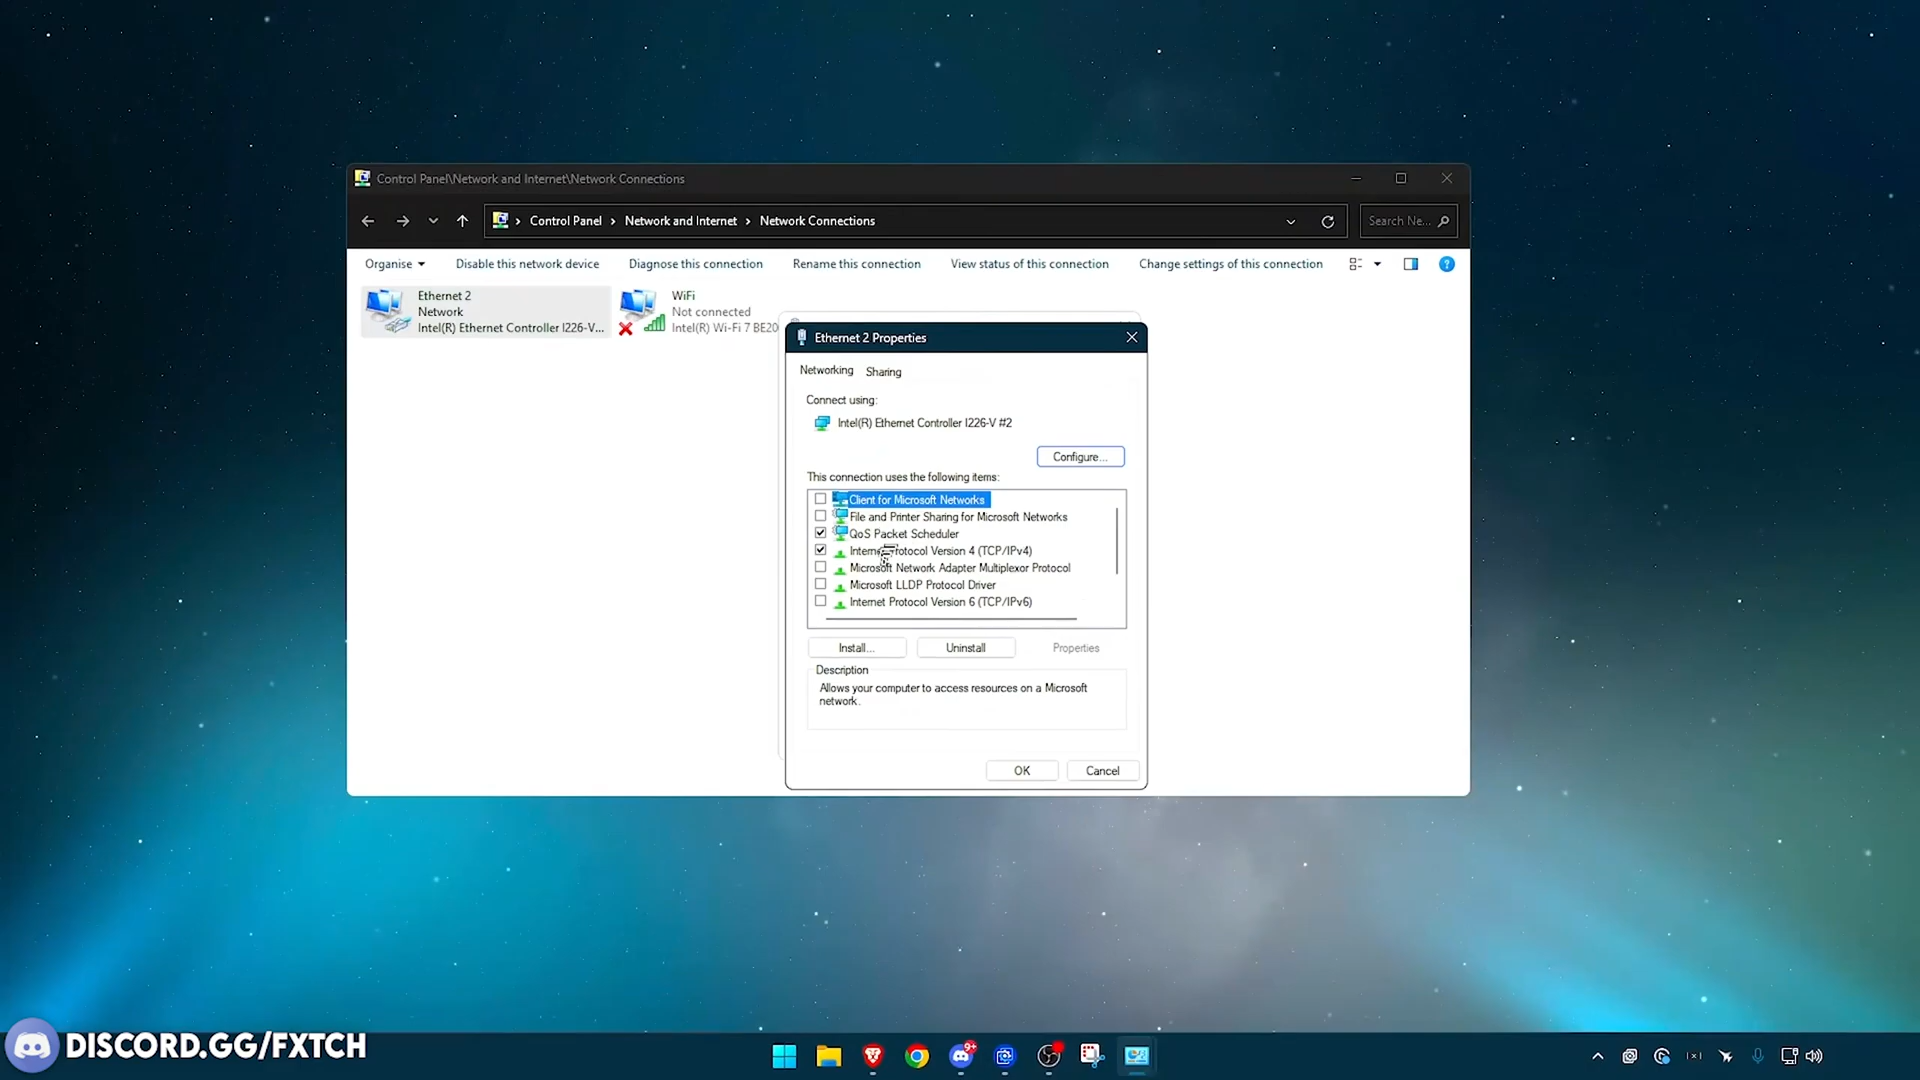 Control Panel\Network and Internet\Network Connections
Control Panel > Network and Internet > Network Connections
Search Ne...
Organise
Disable this network device
Diagnose this connection
Rename this connection
View status of this connection
Change settings of this connection
Ethernet 2
Network
Intel(R) Ethernet Controller I226-V...
WiFi
Not connected
Intel(R) Wi-Fi 7 BE20
Ethernet 2 Properties
Networking
Sharing
Connect using:
Intel(R) Ethernet Controller I226-V #2
Configure...
This connection uses the following items:
Client for Microsoft Networks
File and Printer Sharing for Microsoft Networks
QoS Packet Scheduler
Internet Protocol Version 4 (TCP/IPv4)
Microsoft Network Adapter Multiplexor Protocol
Microsoft LLDP Protocol Driver
Internet Protocol Version 6 (TCP/IPv6)
Install...
Uninstall
Properties
Description
Allows your computer to access resources on a Microsoft
network.
OK
Cancel
DISCORD.GG/FXTCH
9+